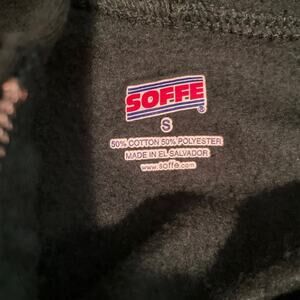 SOFFE®
S
50% COTTON 50% POLYESTER
MADE IN EL SALVADOR
www.soffe.com